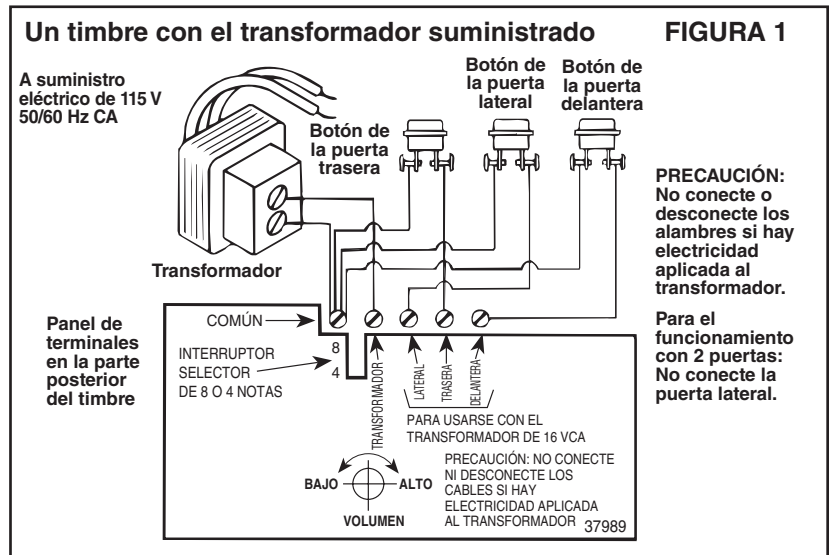 Un timbre con el transformador suministrado
FIGURA 1
A suministro
eléctrico de 115 V
50/60 Hz CA
Botón de
la puerta
trasera
Botón de
la puerta
lateral
Botón de
la puerta
delantera
Transformador
PRECAUCIÓN:
No conecte o
desconecte los
alambres si hay
electricidad
aplicada al
transformador.
Para el
funcionamiento
con 2 puertas:
No conecte la
puerta lateral.
Panel de
terminales
en la parte
posterior
del timbre
COMÚN
INTERRUPTOR
SELECTOR
DE 8 O 4 NOTAS
8
4
TRANSFORMADOR
LATERAL
TRASERA
DELANTERA
PARA USARSE CON EL
TRANSFORMADOR DE 16 VCA
BAJO
ALTO
VOLUMEN
PRECAUCIÓN: NO CONECTE
NI DESCONECTE LOS
CABLES SI HAY
ELECTRICIDAD APLICADA
AL TRANSFORMADOR
37989